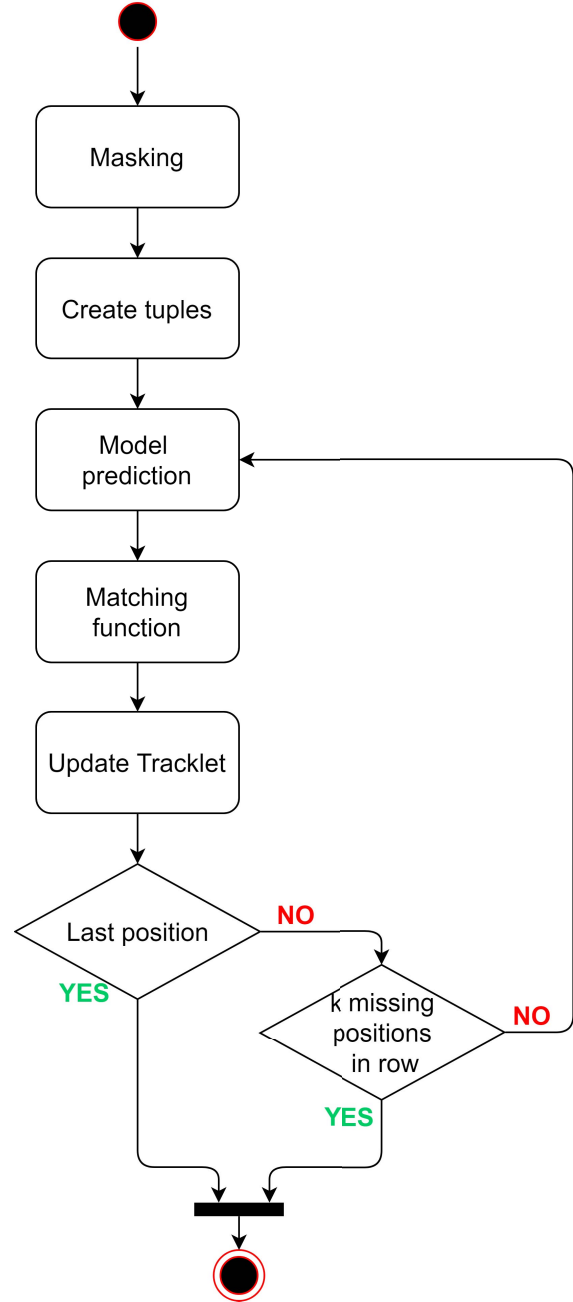 Masking
Create tuples
Model
prediction
Matching
function
Update Tracklet
Last position
NO
YES
k missing
positions
in row
NO
YES